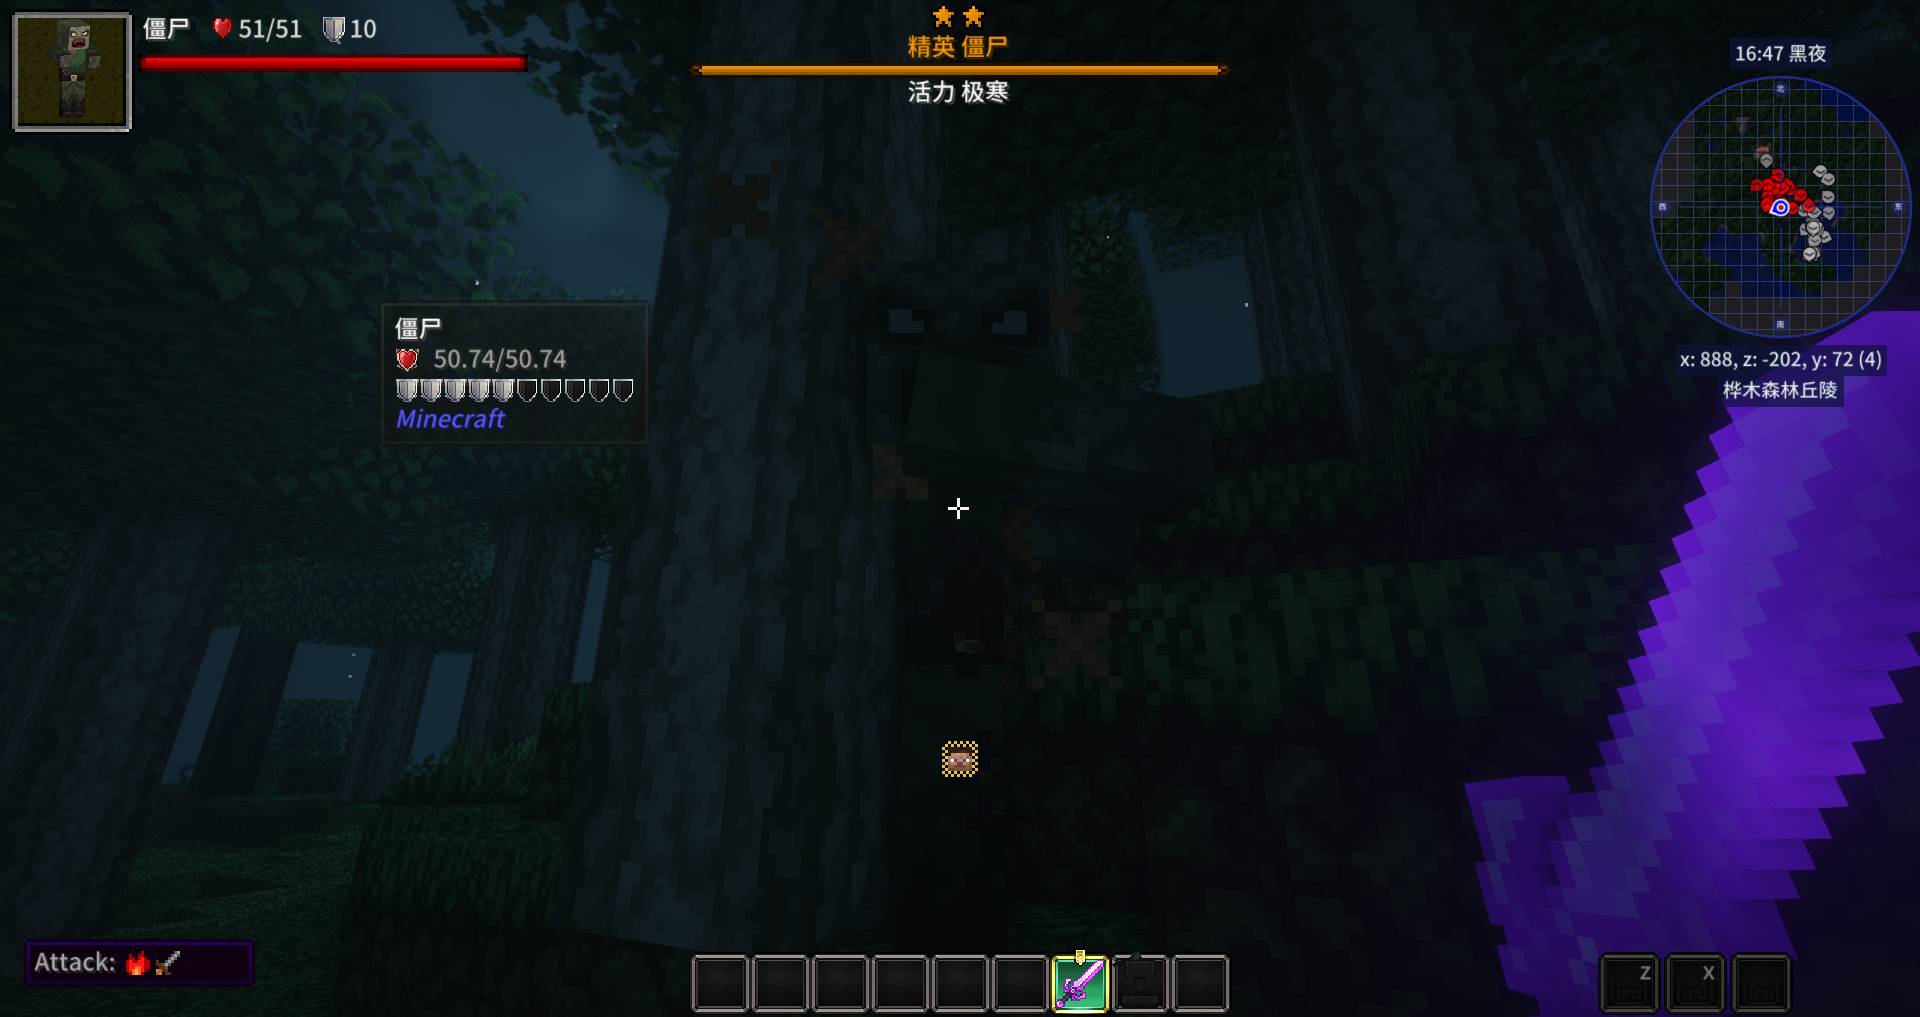 僵尸 51/51 10
精英 僵尸
活力 极寒
16:47 黑夜
北
西
东
南
x: 888, z: -202, y: 72 (4)
桦木森林丘陵
僵尸
50.74/50.74
Minecraft
Attack:
Z X